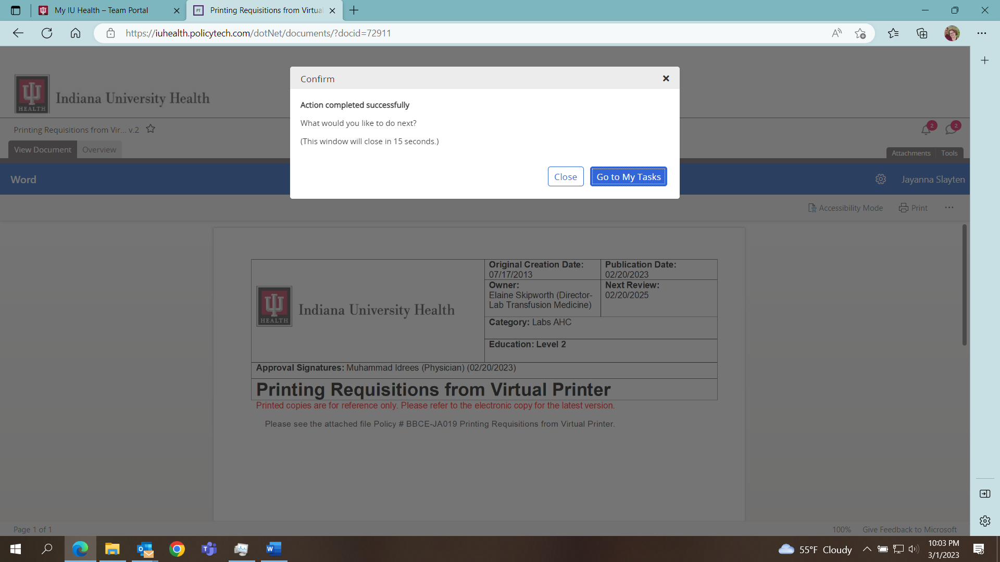 My IU Health – Team Portal
PT
Printing Requisitions from Virtua
https://iuhealth.policytech.com/dotNet/documents/?docid=72911
HEALTH
Indiana University Health
Confirm
Action completed successfully
What would you like to do next?
(This window will close in 15 seconds.)
Close
Go to My Tasks
Printing Requisitions from Vir... v.2
2
2
View Document
Overview
Attachments
Tools
Word
Jayanna Slayten
Accessibility Mode
Print
HEALTH
Indiana University Health
Original Creation Date:
07/17/2013
Publication Date:
02/20/2023
Owner:
Elaine Skipworth (Director-
Lab Transfusion Medicine)
Next Review:
02/20/2025
Category: Labs AHC
Education: Level 2
Approval Signatures: Muhammad Idrees (Physician) (02/20/2023)
Printing Requisitions from Virtual Printer
Printed copies are for reference only. Please refer to the electronic copy for the latest version.
Please see the attached file Policy # BBCE-JA019 Printing Requisitions from Virtual Printer.
Page 1 of 1
100%
Give Feedback to Microsoft
55°F Cloudy
10:03 PM
3/1/2023